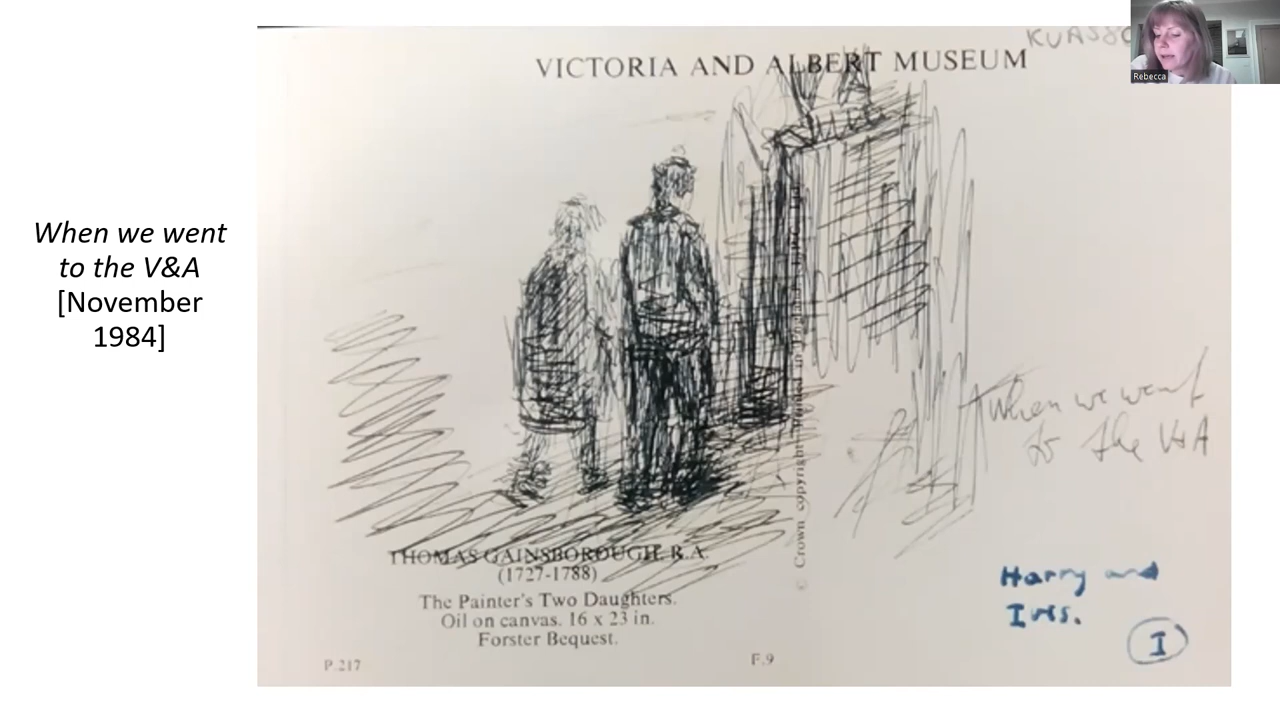 When we went
to the V&A
[November
1984]
VICTORIA AND ALBERT MUSEUM
Rebecca
When we went
to the V&A
© Crown copyright
THOMAS GAINSBOROUGH, R.A.
(1727-1788)
The Painter's Two Daughters.
Oil on canvas. 16 x 23 in.
Forster Bequest.
P.217
F.9
Harry and
Iris.
I